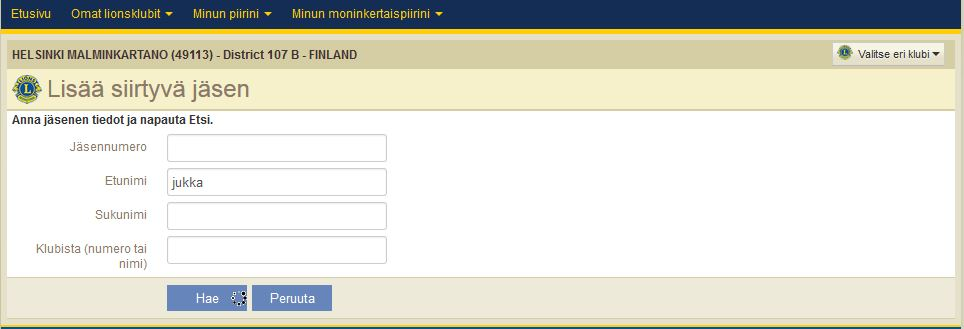 Etusivu Omat lionsklubit Minun piirini Minun moninkertaispiirini
HELSINKI MALMINKARTANO (49113) - District 107 B - FINLAND Valitse eri klubi
Lisää siirtyvä jäsen
Anna jäsenen tiedot ja napauta Etsi.
Jäsennumero
Etunimi jukka
Sukunimi
Klubista (numero tai
nimi)
Hae Peruuta